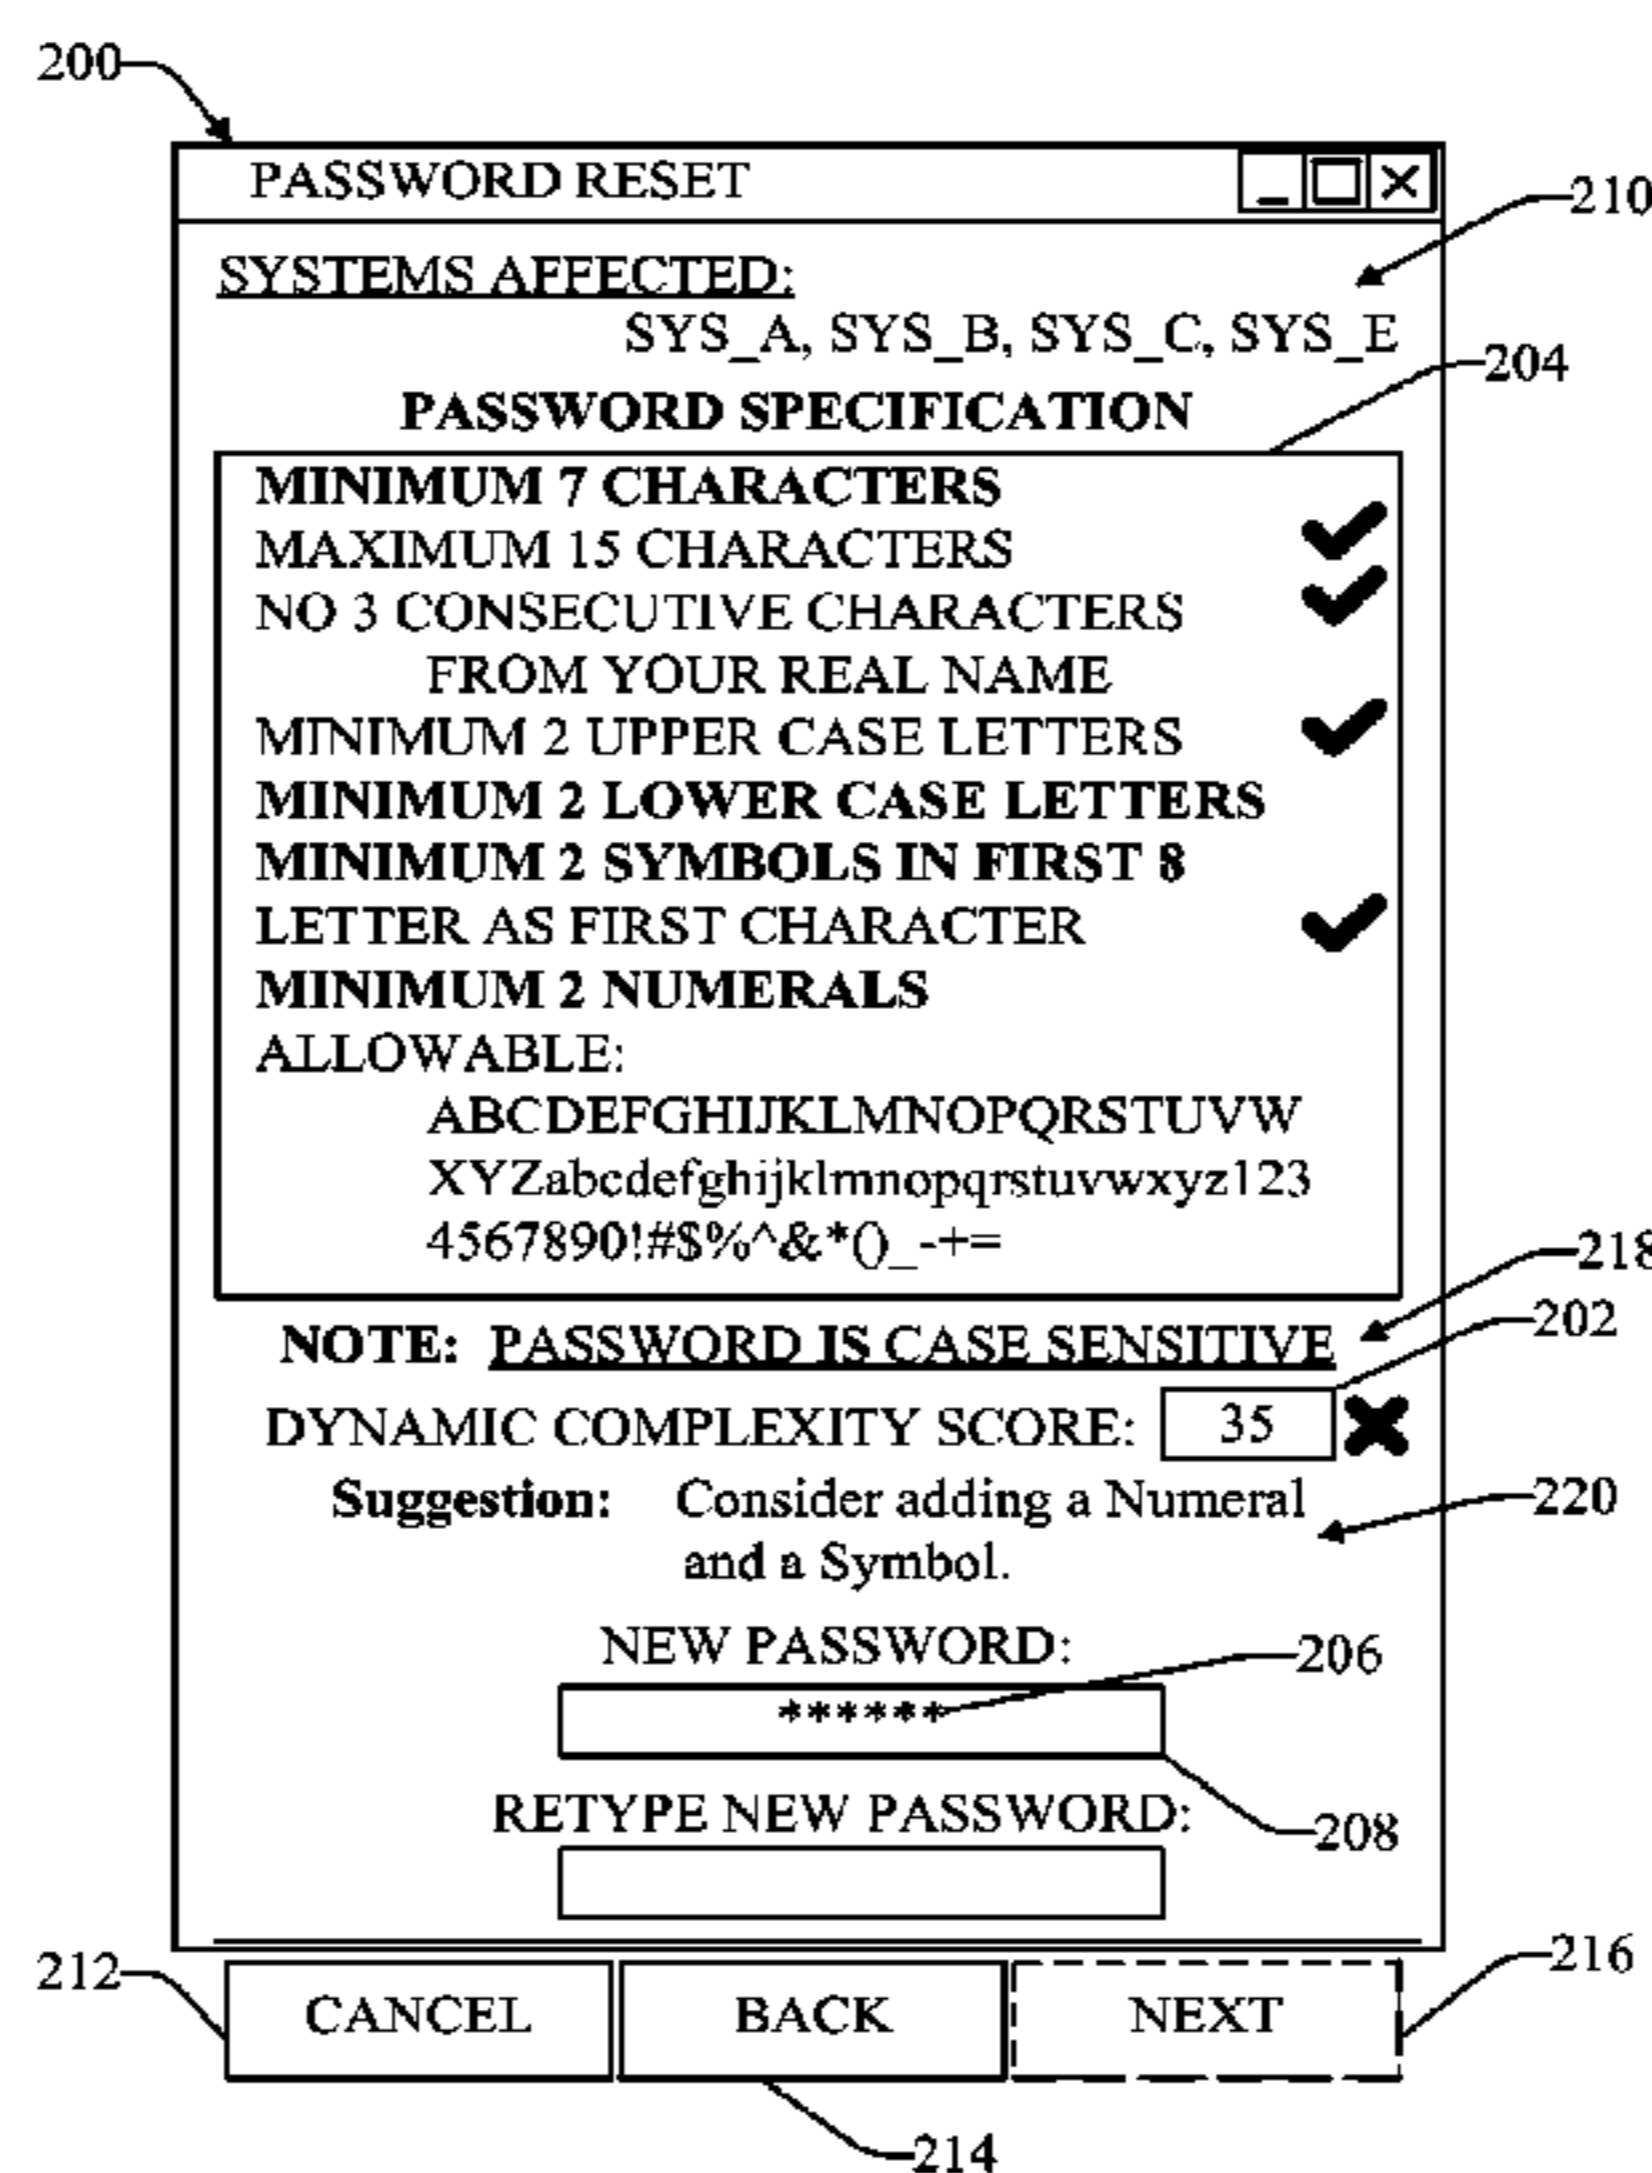 200
PASSWORD RESET
210
SYSTEMS AFFECTED:
SYS_A, SYS_B, SYS_C, SYS_E
204
PASSWORD SPECIFICATION
MINIMUM 7 CHARACTERS
MAXIMUM 15 CHARACTERS
NO 3 CONSECUTIVE CHARACTERS
FROM YOUR REAL NAME
MINIMUM 2 UPPER CASE LETTERS
MINIMUM 2 LOWER CASE LETTERS
MINIMUM 2 SYMBOLS IN FIRST 8
LETTER AS FIRST CHARACTER
MINIMUM 2 NUMERALS
ALLOWABLE:
ABCDEFGHIJKLMNOPQRSTUVW
XYZabcdefghijklmnopqrstuvwxyz123
4567890!#$%^&*()_-+=
218
NOTE: PASSWORD IS CASE SENSITIVE
202
DYNAMIC COMPLEXITY SCORE: 35
Suggestion: Consider adding a Numeral
and a Symbol.
220
NEW PASSWORD:
206
******
RETYPE NEW PASSWORD:
208
212
CANCEL BACK NEXT
216
214